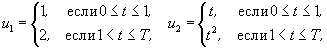 u₁ = { 1, если 0 ≤ t ≤ 1, u₂ = { t, если 0 ≤ t ≤ 1,
2, если 1 < t ≤ T, t², если 1 < t ≤ T,